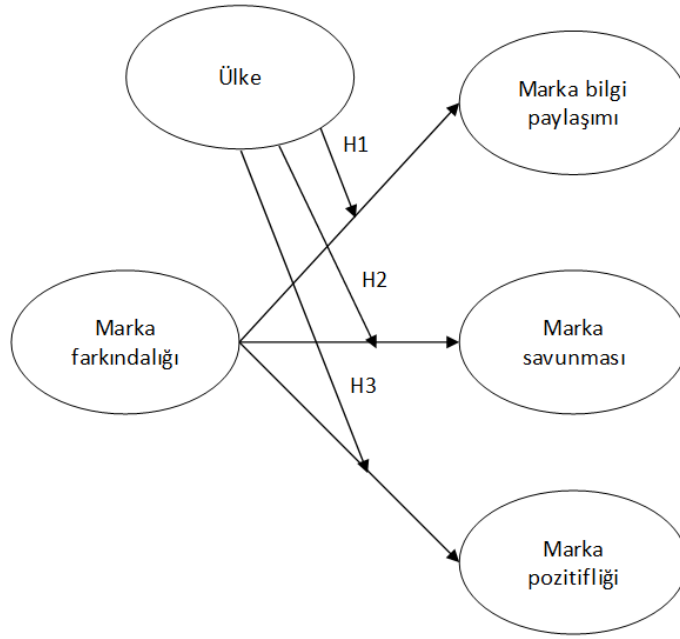 Ülke
Marka bilgi
paylaşımı
H1
H2
Marka
farkındalığı
Marka
savunması
H3
Marka
pozitifliği